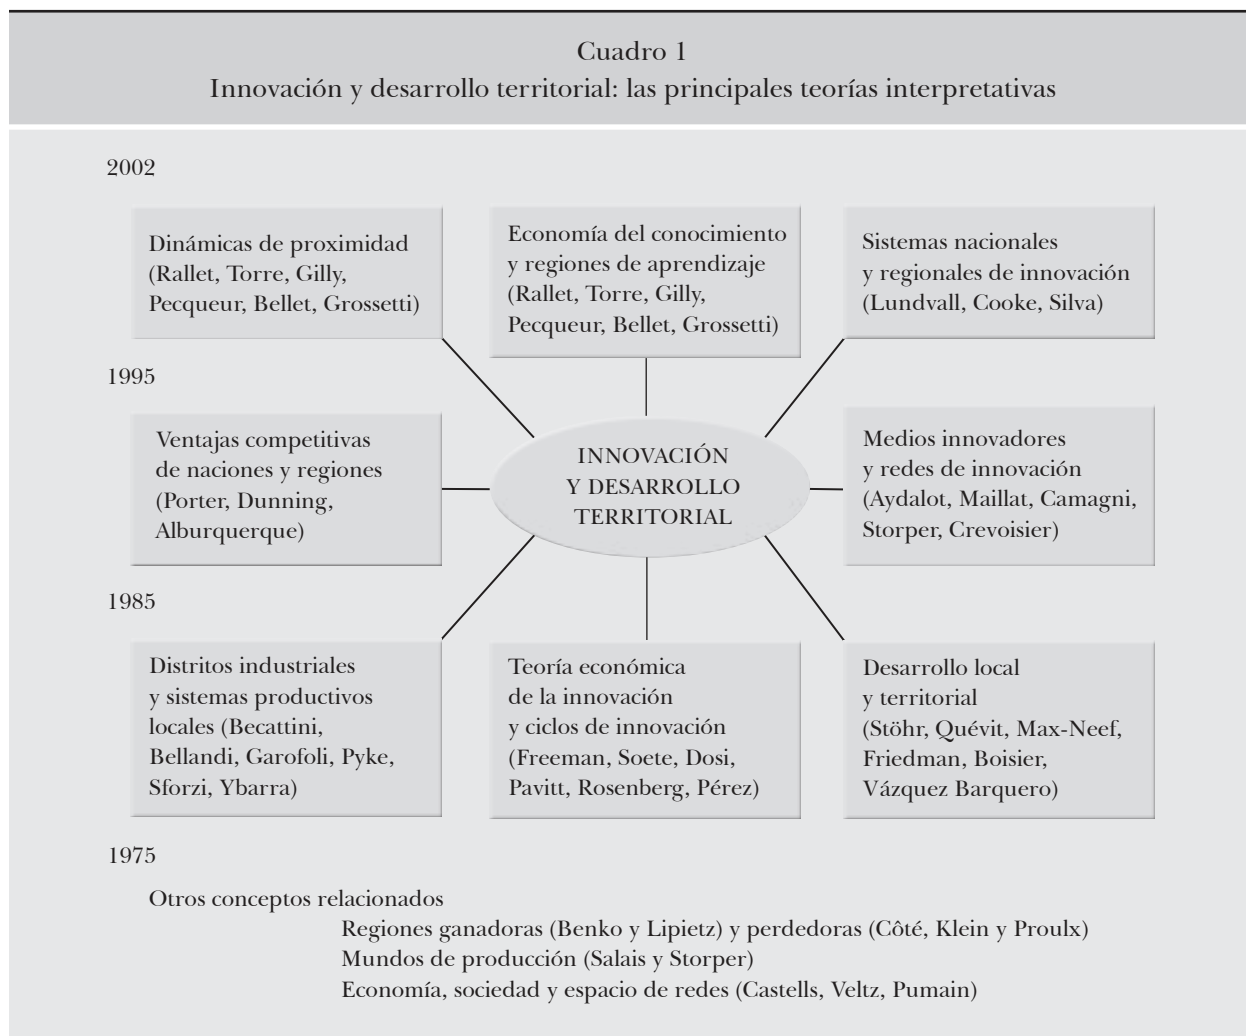 Cuadro 1
Innovación y desarrollo territorial: las principales teorías interpretativas
2002
Dinámicas de proximidad
(Rallet, Torre, Gilly,
Pecqueur, Bellet, Grossetti)
Economía del conocimiento
y regiones de aprendizaje
(Rallet, Torre, Gilly,
Pecqueur, Bellet, Grossetti)
Sistemas nacionales
y regionales de innovación
(Lundvall, Cooke, Silva)
1995
Ventajas competitivas
de naciones y regiones
(Porter, Dunning,
Alburquerque)
INNOVACIÓN
Y DESARROLLO
TERRITORIAL
Medios innovadores
y redes de innovación
(Aydalot, Maillat, Camagni,
Storper, Crevoisier)
1985
Distritos industriales
y sistemas productivos
locales (Becattini,
Bellandi, Garofoli, Pyke,
Sforzi, Ybarra)
Teoría económica
de la innovación
y ciclos de innovación
(Freeman, Soete, Dosi,
Pavitt, Rosenberg, Pérez)
Desarrollo local
y territorial
(Stöhr, Quévit, Max-Neef,
Friedman, Boisier,
Vázquez Barquero)
1975
Otros conceptos relacionados
Regiones ganadoras (Benko y Lipietz) y perdedoras (Côté, Klein y Proulx)
Mundos de producción (Salais y Storper)
Economía, sociedad y espacio de redes (Castells, Veltz, Pumain)